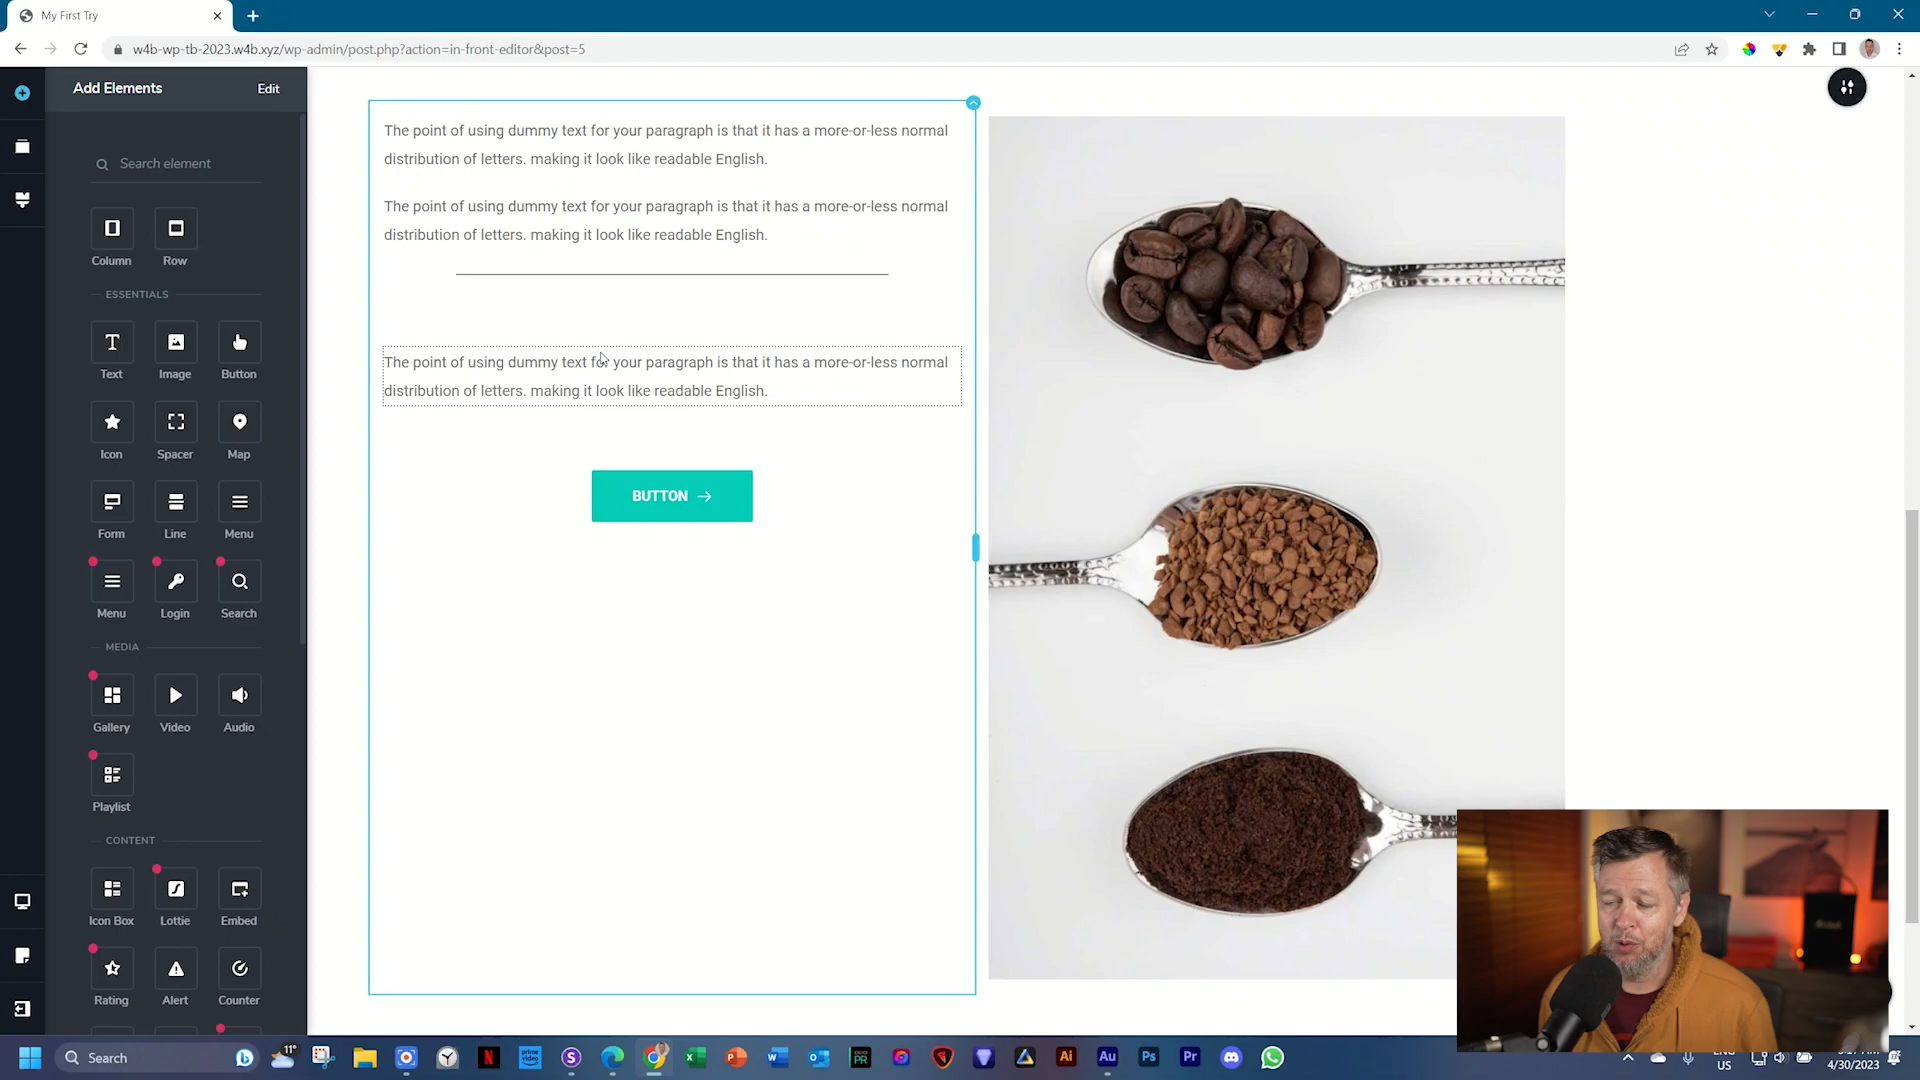 My First Try
w4b-wp-tb-2023.w4b.xyz/wp-admin/post.php?action=in-front-editor&post=5
Add Elements Edit
Search element
Column Row
ESSENTIALS
Text Image Button
Icon Spacer Map
Form Line Menu
Menu Login Search
MEDIA
Gallery Video Audio
Playlist
CONTENT
Icon Box Lottie Embed
Rating Alert Counter
The point of using dummy text for your paragraph is that it has a more-or-less normal
distribution of letters. making it look like readable English.
The point of using dummy text for your paragraph is that it has a more-or-less normal
distribution of letters. making it look like readable English.
The point of using dummy text for your paragraph is that it has a more-or-less normal
distribution of letters. making it look like readable English.
BUTTON
Search
11°
US
4/30/2023